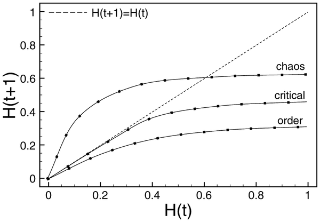 H(t+1)=H(t)
1
0.8
0.6
0.4
0.2
0
H(t+1)
chaos
critical
order
0 0.2 0.4 0.6 0.8 1
H(t)